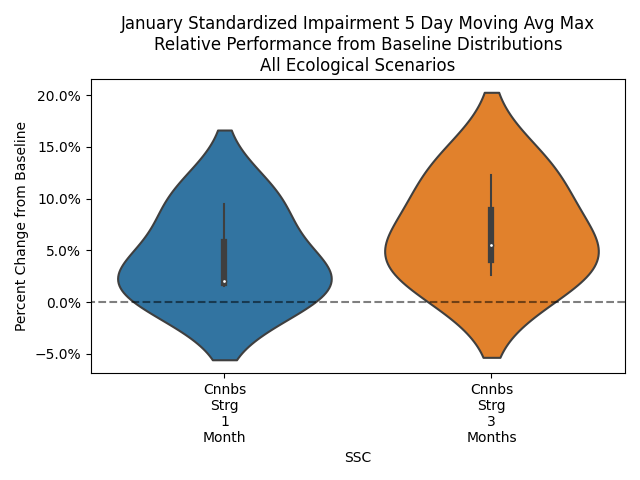 January Standardized Impairment 5 Day Moving Avg Max
Relative Performance from Baseline Distributions
All Ecological Scenarios
Percent Change from Baseline
20.0%
15.0%
10.0%
5.0%
0.0%
−5.0%
Cnnbs
Strg
1
Month
Cnnbs
Strg
3
Months
SSC